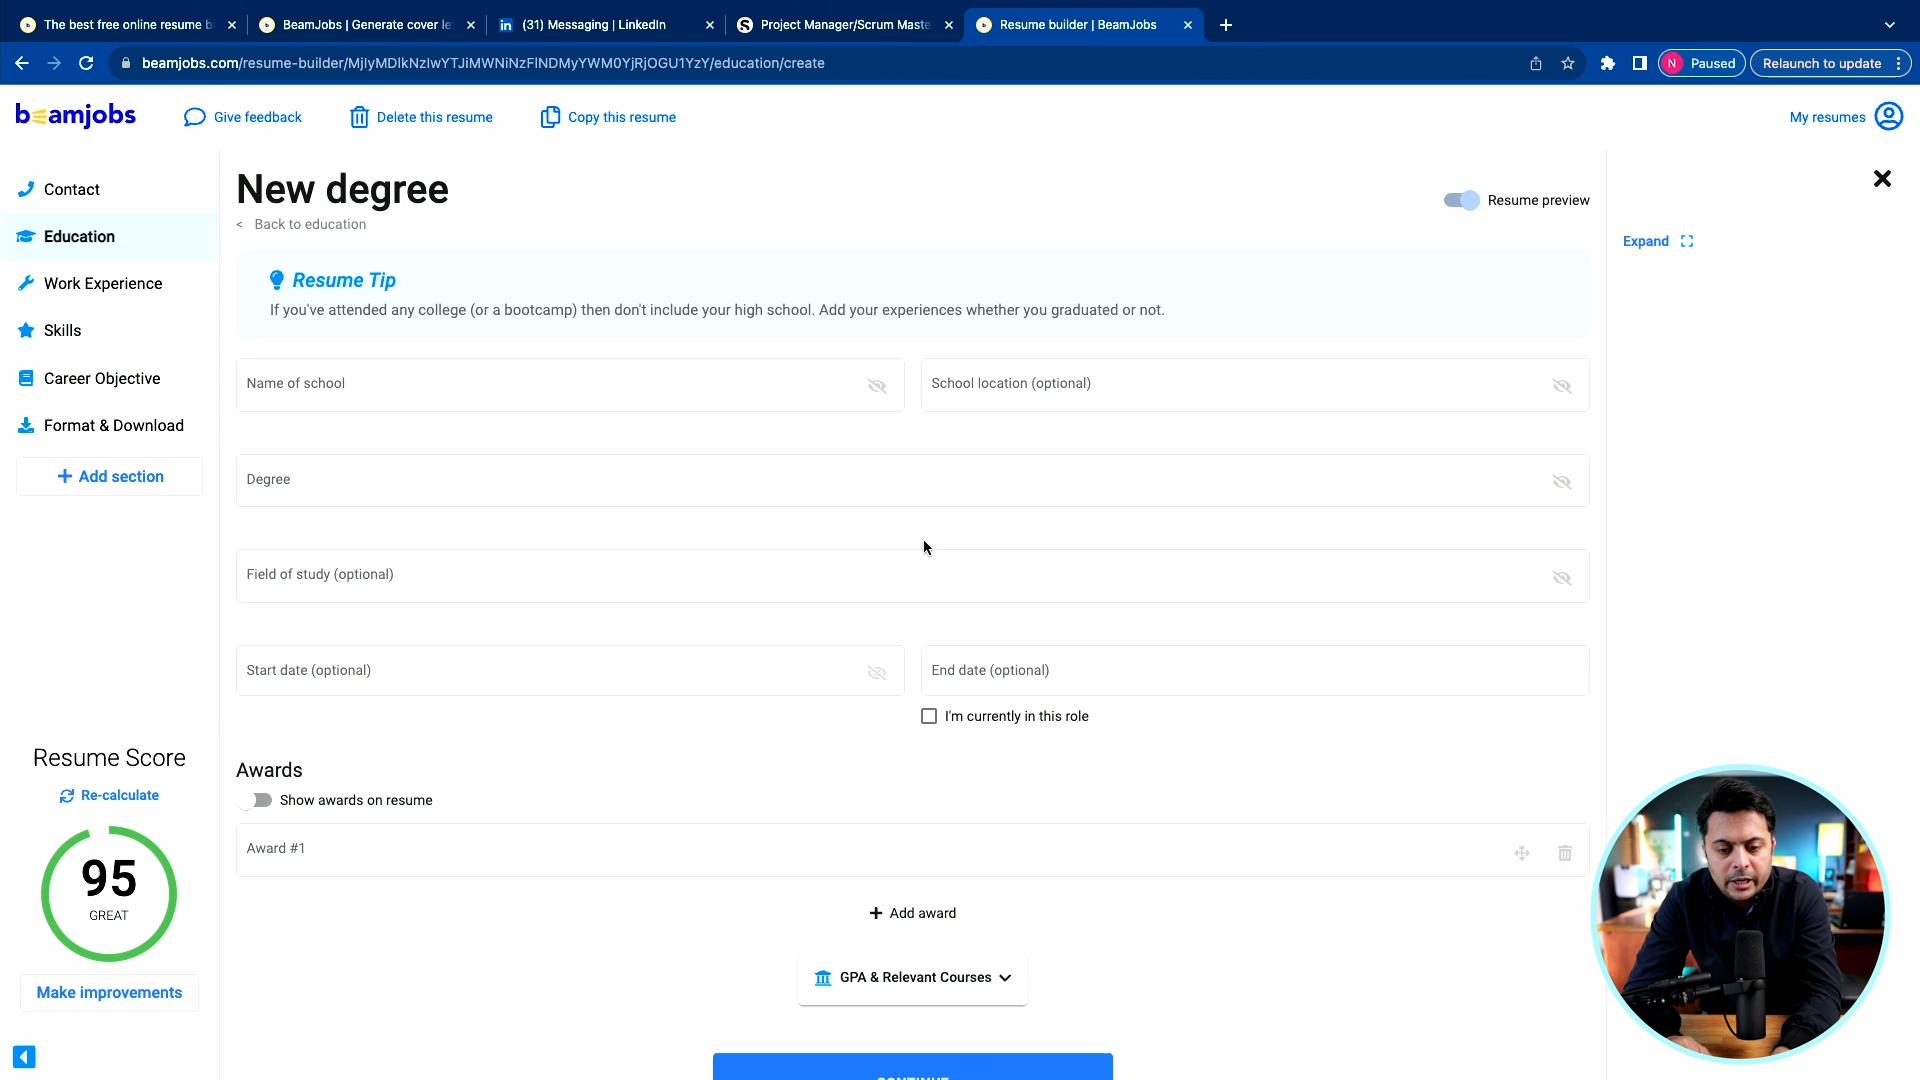 The best free online resume b
BeamJobs | Generate cover le
(31) Messaging | LinkedIn
Project Manager/Scrum Maste
Resume builder | BeamJobs
beamjobs.com/resume-builder/MjIyMDlkNzIwYTJiMWNiNzFlNDMyYWM0YjRjOGU1YzY/education/create
N Paused
Relaunch to update
beamjobs
Give feedback
Delete this resume
Copy this resume
My resumes
Contact
Education
Work Experience
Skills
Career Objective
Format & Download
+ Add section
New degree
< Back to education
Resume preview
Expand
Resume Tip
If you've attended any college (or a bootcamp) then don't include your high school. Add your experiences whether you graduated or not.
Name of school
School location (optional)
Degree
Field of study (optional)
Start date (optional)
End date (optional)
I'm currently in this role
Awards
Show awards on resume
Award #1
+ Add award
GPA & Relevant Courses
CONTINUE
Resume Score
Re-calculate
95
GREAT
Make improvements